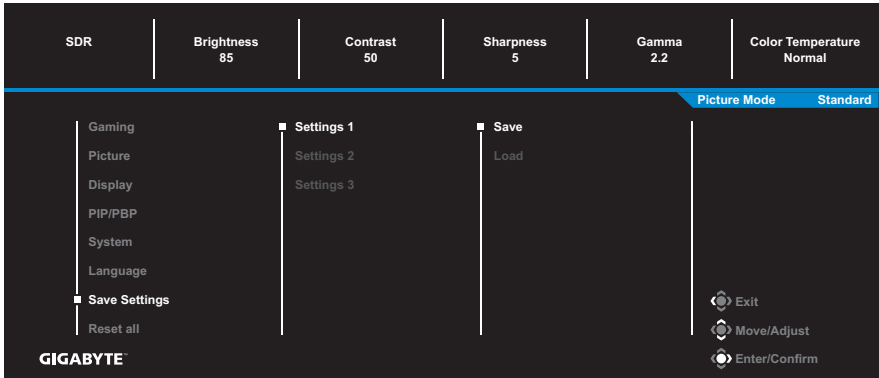 SDR
Brightness
85
Contrast
50
Sharpness
5
Gamma
2.2
Color Temperature
Normal
Picture Mode Standard
Gaming
Picture
Display
PIP/PBP
System
Language
Save Settings
Reset all
Settings 1
Settings 2
Settings 3
Save
Load
Exit
Move/Adjust
Enter/Confirm
GIGABYTE™